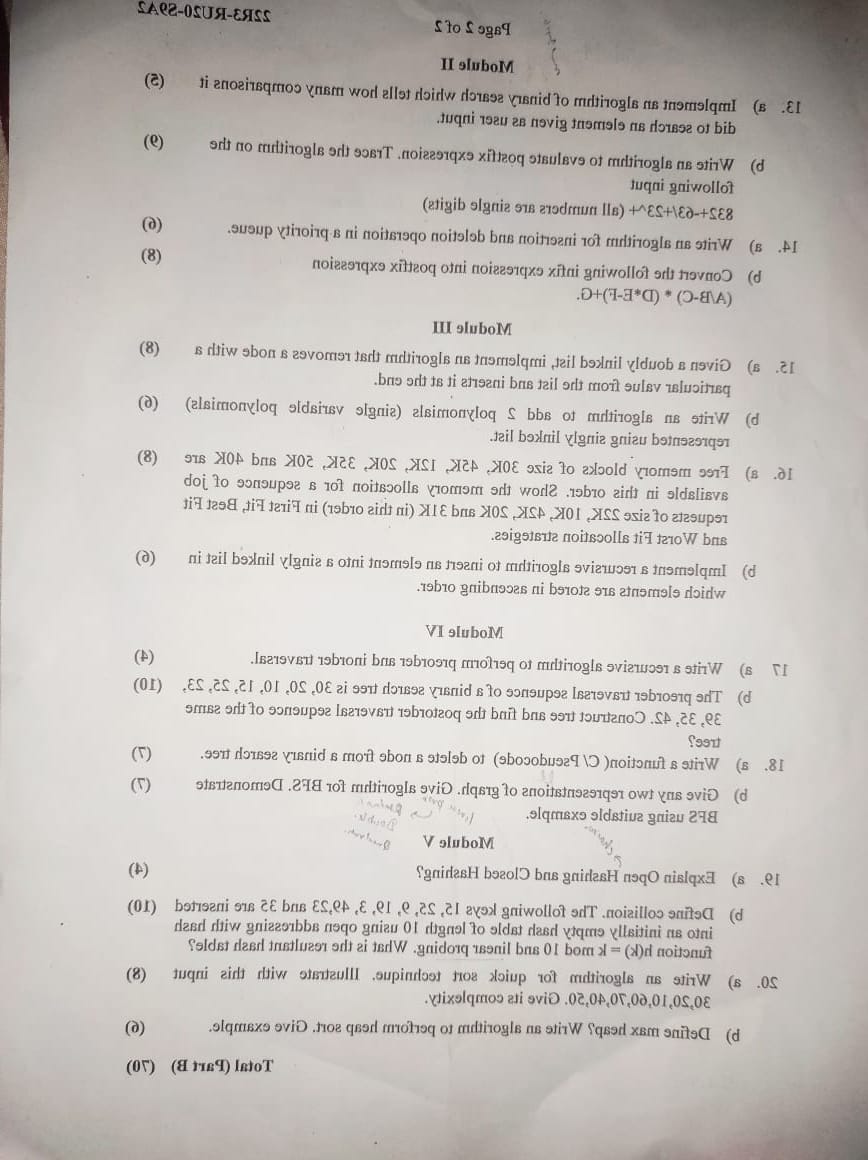 22R3-RU20-S9A2
Page 2 of 2
Module II
13. a) Implement an algorithm of binary search which tells how many comparisons it (5)
did to search an element given as user input.
b) Write an algorithm to evaluate postfix expression. Trace the algorithm on the (9)
following input
832+-63/+23^+ (all numbers are single digits)
14. a) Write an algorithm for insertion and deletion operation in a priority queue. (6)
b) Convert the following infix expression into postfix expression (8)
(A/B-C) * (D*E-F)+G.
Module III
15. a) Given a doubly linked list, implement an algorithm that removes a node with a (8)
particular value from the list and inserts it at the end.
b) Write an algorithm to add 2 polynomials (single variable polynomials) (6)
represented using singly linked list.
16. a) Free memory blocks of size 30K, 45K, 12K, 20K, 35K, 50K and 40K are (8)
available in this order. Show the memory allocation for a sequence of job
requests of size 22K, 10K, 42K, 20K and 31K (in this order) in First Fit, Best Fit
and Worst Fit allocation strategies.
b) Implement a recursive algorithm to insert an element into a singly linked list in (6)
which elements are stored in ascending order.
Module IV
17 a) Write a recursive algorithm to perform preorder and inorder traversal. (4)
b) The preorder traversal sequence of a binary search tree is 30, 20, 10, 15, 25, 23, (10)
39, 35, 42. Construct tree and find the postorder traversal sequence of the same
tree?
18. a) Write a function(C/ Pseudocode) to delete a node from a binary search tree. (7)
b) Give any two representations of graph. Give algorithm for BFS. Demonstrate (7)
BFS using suitable example.
Module V
19. a) Explain Open Hashing and Closed Hashing? (4)
b) Define collision. The following keys 15, 25, 9, 19, 3, 49,23 and 35 are inserted (10)
into an initially empty hash table of length 10 using open addressing with hash
function h(k) = k mod 10 and linear probing. What is the resultant hash table?
20. a) Write an algorithm for quick sort technique. Illustrate with this input (8)
30,20,10,60,70,40,50. Give its complexity.
b) Define max heap? Write an algorithm to perform heap sort. Give example. (6)
Total (Part B) (70)